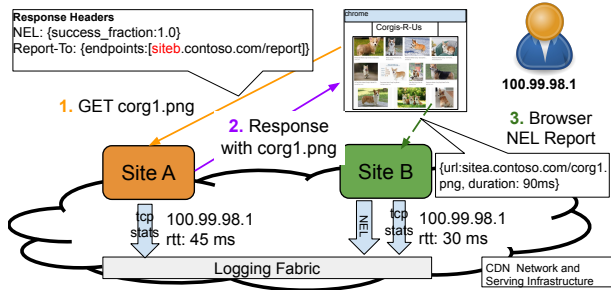 Response Headers
NEL: {success_fraction:1.0}
Report-To: {endpoints:[siteb.contoso.com/report]}
chrome
Corgis-R-Us
100.99.98.1
1. GET corg1.png
2. Response
with corg1.png
3. Browser
NEL Report
{url:sitea.contoso.com/corg1.
png, duration: 90ms}
Site A
Site B
tcp
stats
100.99.98.1
rtt: 45 ms
NEL
tcp
stats
100.99.98.1
rtt: 30 ms
Logging Fabric
CDN Network and
Serving Infrastructure